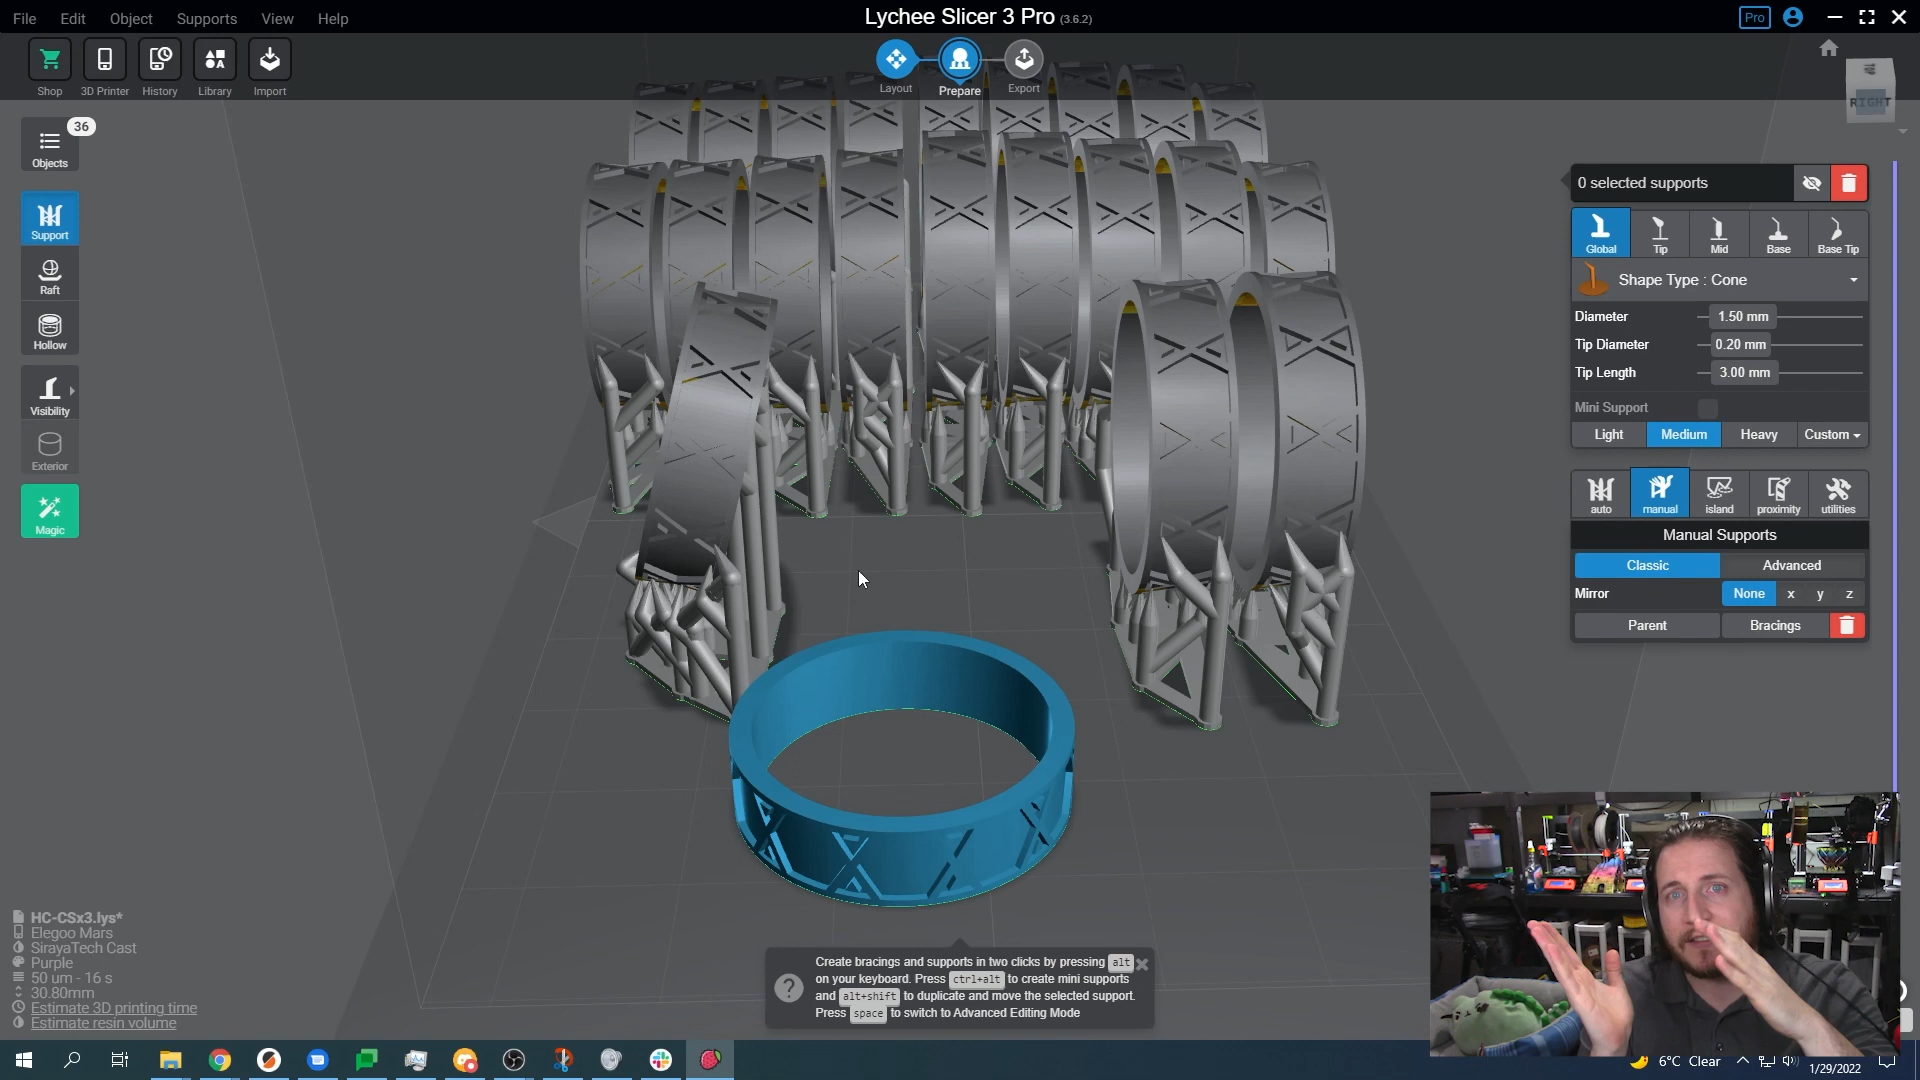 File Edit Object Supports View Help
Lychee Slicer 3 Pro (3.6.2)
Pro
Shop 3D Printer History Library Import
Layout Prepare Export
RIGHT
36
Objects
Support
Raft
Hollow
Visibility
Exterior
Magic
0 selected supports
Global Tip Mid Base Base Tip
Shape Type : Cone
Diameter 1.50 mm
Tip Diameter 0.20 mm
Tip Length 3.00 mm
Mini Support
Light Medium Heavy Custom
auto manual island proximity utilities
Manual Supports
Classic Advanced
Mirror None x y z
Parent Bracings
HC-CSx3.lys*
Elegoo Mars
SirayaTech Cast
Purple
50 um - 16 s
30.80mm
Estimate 3D printing time
Estimate resin volume
Create bracings and supports in two clicks by pressing alt
on your keyboard. Press ctrl+alt to create mini supports
and alt+shift to duplicate and move the selected support.
Press space to switch to Advanced Editing Mode
6°C Clear
1/29/2022